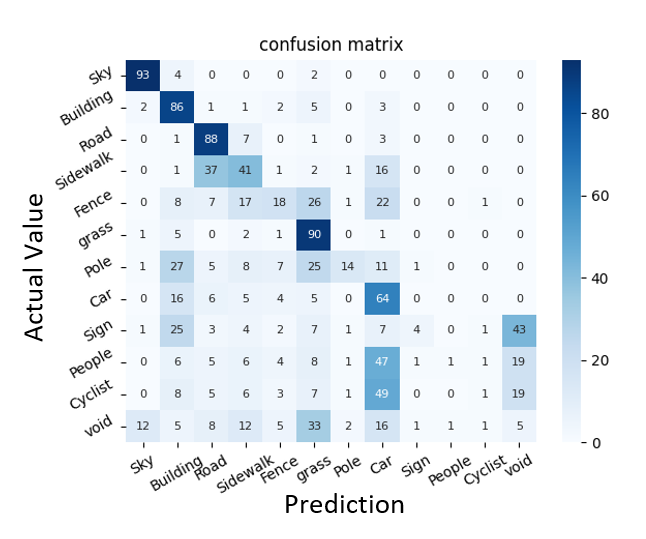 confusion matrix
Sky 93 4 0 0 0 2 0 0 0 0 0 0
Building 2 86 1 1 2 5 0 3 0 0 0 0
Road 0 1 88 7 0 1 0 3 0 0 0 0
Sidewalk 0 1 37 41 1 2 1 16 0 0 0 0
Fence 0 8 7 17 18 26 1 22 0 0 1 0
grass 1 5 0 2 1 90 0 1 0 0 0 0
Pole 1 27 5 8 7 25 14 11 1 0 0 0
Car 0 16 6 5 4 5 0 64 0 0 0 0
Sign 1 25 3 4 2 7 1 7 4 0 1 43
People 0 6 5 6 4 8 1 47 1 1 1 19
Cyclist 0 8 5 6 3 7 1 49 0 0 1 19
void 12 5 8 12 5 33 2 16 1 1 1 5
Sky Building Road Sidewalk Fence grass Pole Car Sign People Cyclist void
Prediction
Actual Value
80
60
40
20
0